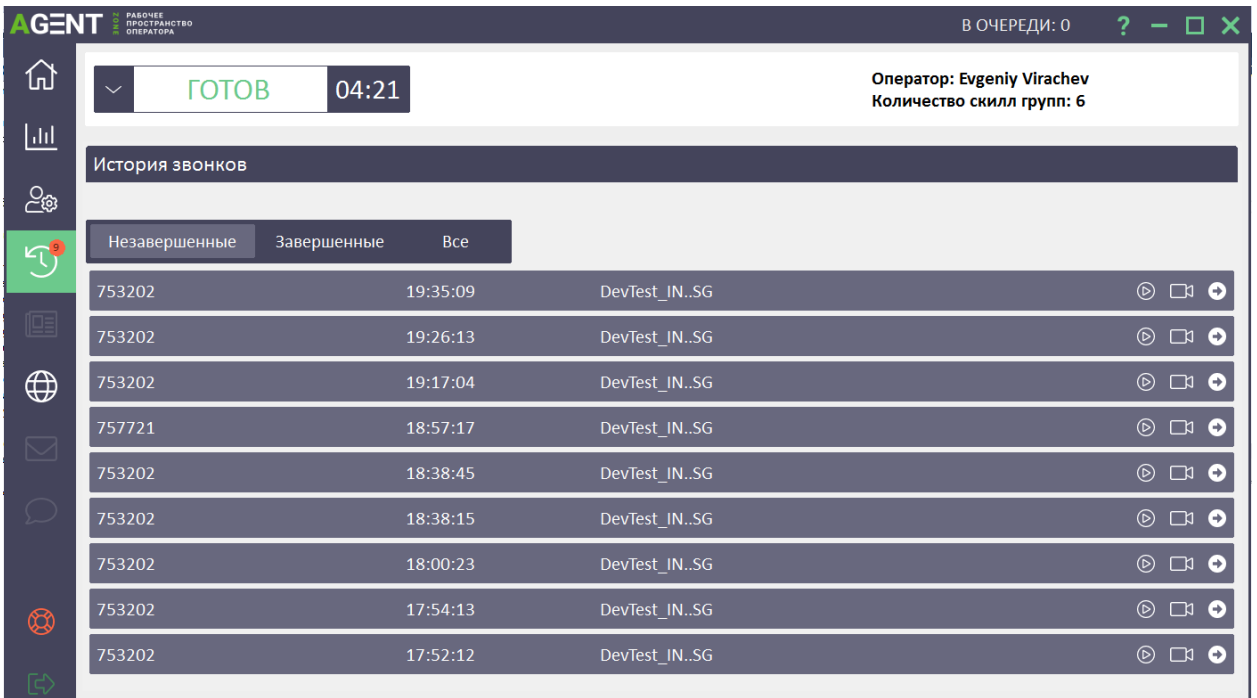 AGENT ZONE РАБОЧЕЕ
ПРОСТРАНСТВО
ОПЕРАТОРА
В ОЧЕРЕДИ: 0 ?
ГОТОВ 04:21
Оператор: Evgeniy Virachev
Количество скилл групп: 6
История звонков
Незавершенные Завершенные Все
9
753202 19:35:09 DevTest_IN..SG
753202 19:26:13 DevTest_IN..SG
753202 19:17:04 DevTest_IN..SG
757721 18:57:17 DevTest_IN..SG
753202 18:38:45 DevTest_IN..SG
753202 18:38:15 DevTest_IN..SG
753202 18:00:23 DevTest_IN..SG
753202 17:54:13 DevTest_IN..SG
753202 17:52:12 DevTest_IN..SG